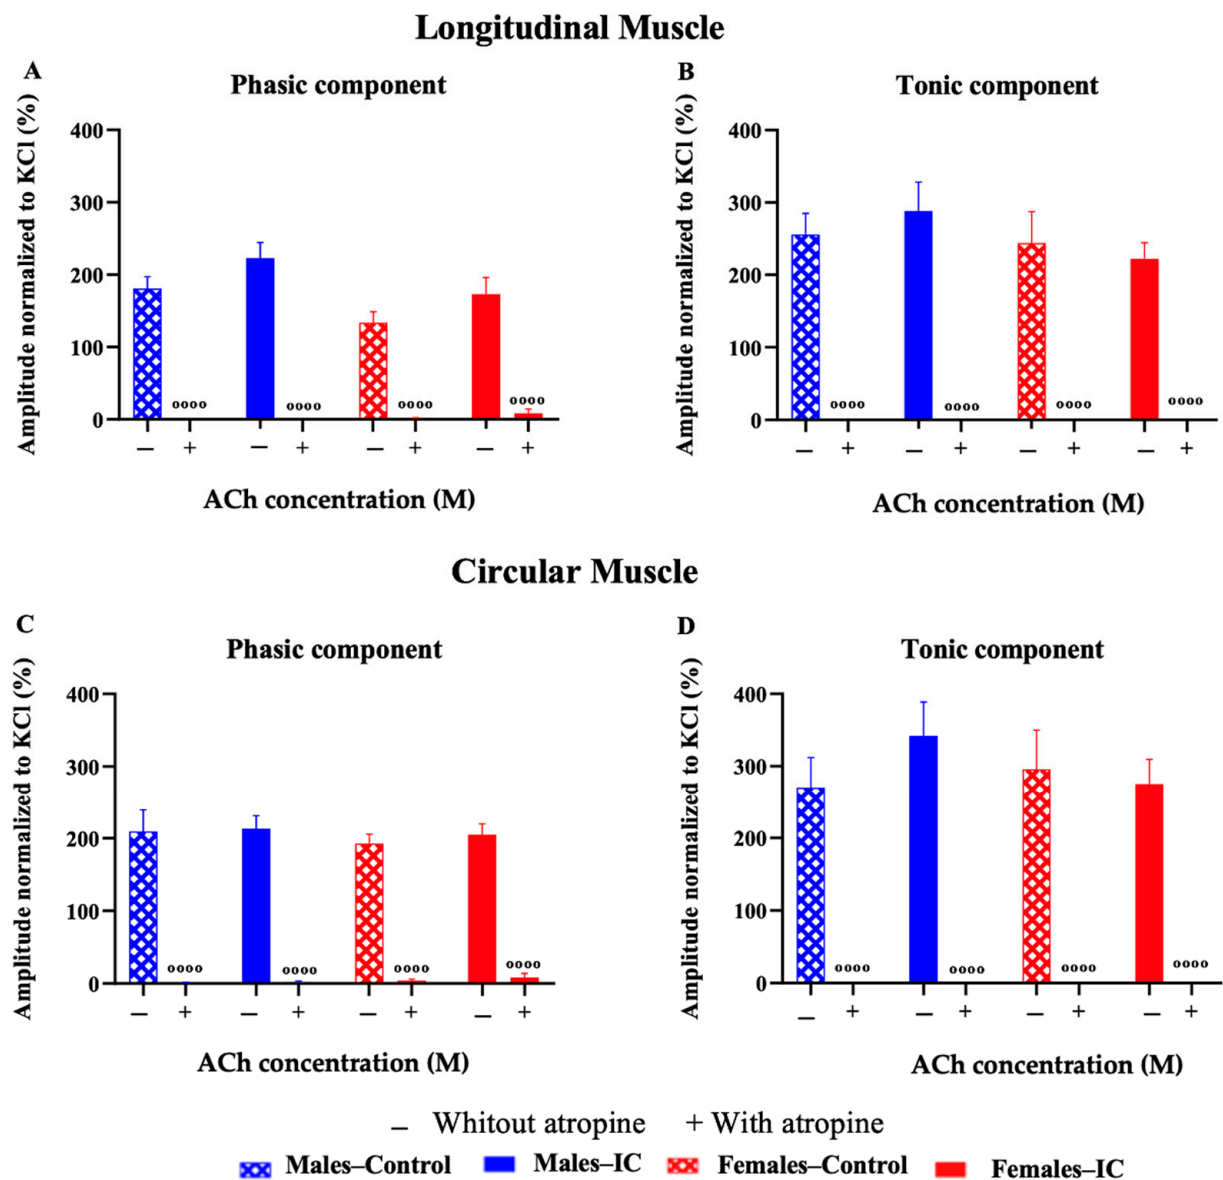 Longitudinal Muscle
A
B
Phasic component
Tonic component
Amplitude normalized to KCl (%)
400
300
200
100
0
oooo
oooo
oooo
oooo
– + – + – + – +
ACh concentration (M)
Amplitude normalized to KCl (%)
400
300
200
100
0
oooo
oooo
oooo
oooo
– + – + – + – +
ACh concentration (M)
Circular Muscle
C
D
Phasic component
Tonic component
Amplitude normalized to KCl (%)
400
300
200
100
0
oooo
oooo
oooo
oooo
– + – + – + – +
ACh concentration (M)
Amplitude normalized to KCl (%)
400
300
200
100
0
oooo
oooo
oooo
oooo
– + – + – + – +
ACh concentration (M)
– Whitout atropine + With atropine
Males–Control Males–IC Females–Control Females–IC